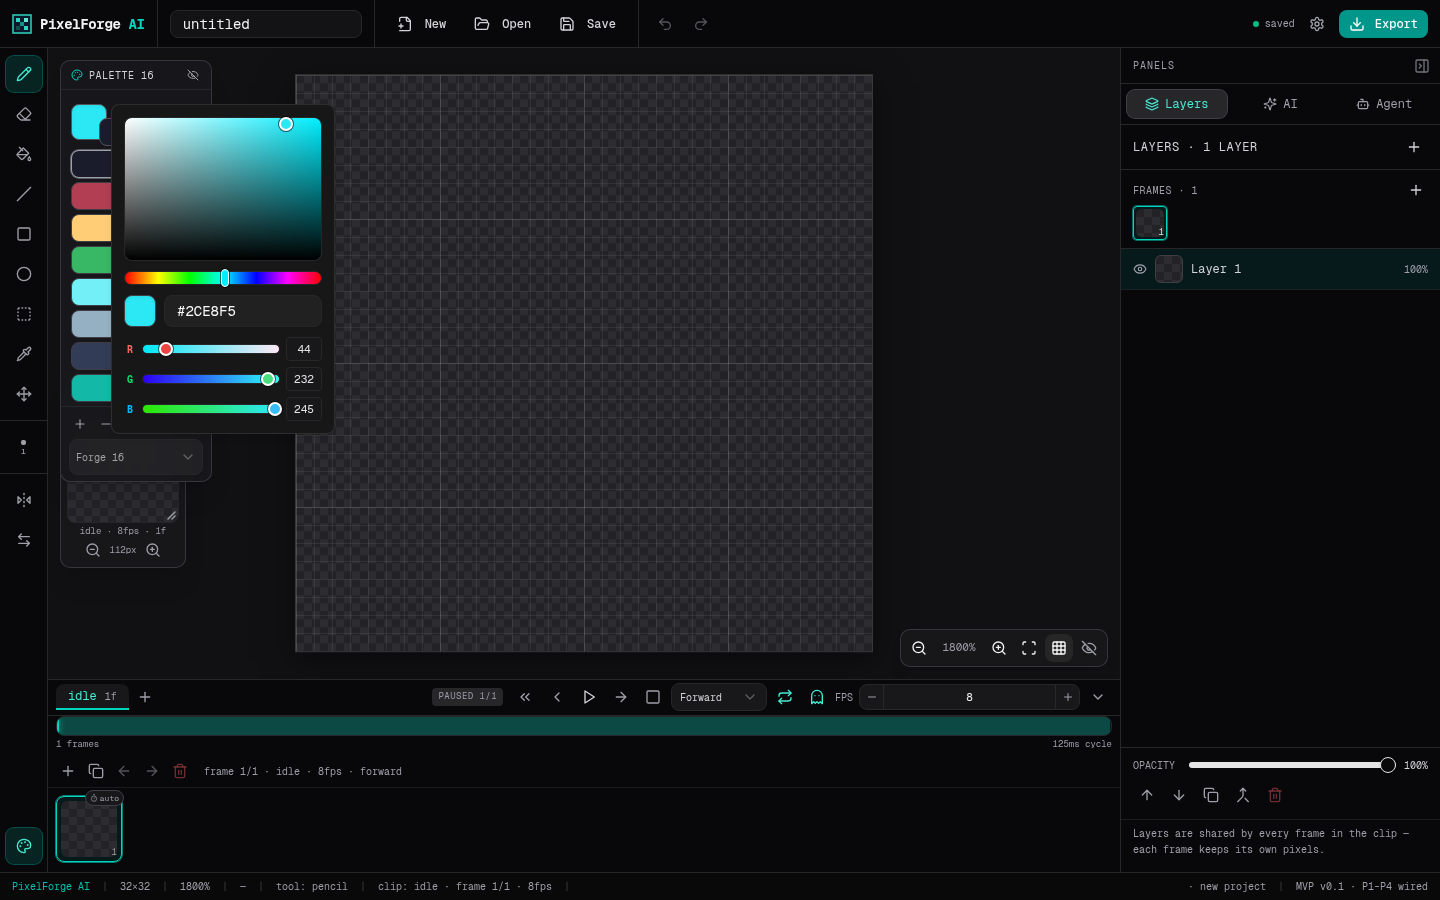 PixelForge AI
untitled
New
Open
Save
saved
Export
PALETTE 16
#2CE8F5
R
44
G
232
B
245
Forge 16
idle · 8fps · 1f
112px
1
1800%
PANELS
Layers
AI
Agent
LAYERS · 1 LAYER
FRAMES · 1
1
Layer 1
100%
OPACITY
100%
Layers are shared by every frame in the clip —
each frame keeps its own pixels.
idle 1f
PAUSED 1/1
Forward
FPS
8
1 frames
125ms cycle
frame 1/1 · idle · 8fps · forward
auto
1
PixelForge AI
32×32
1800%
—
tool: pencil
clip: idle · frame 1/1 · 8fps
· new project
MVP v0.1 · P1–P4 wired